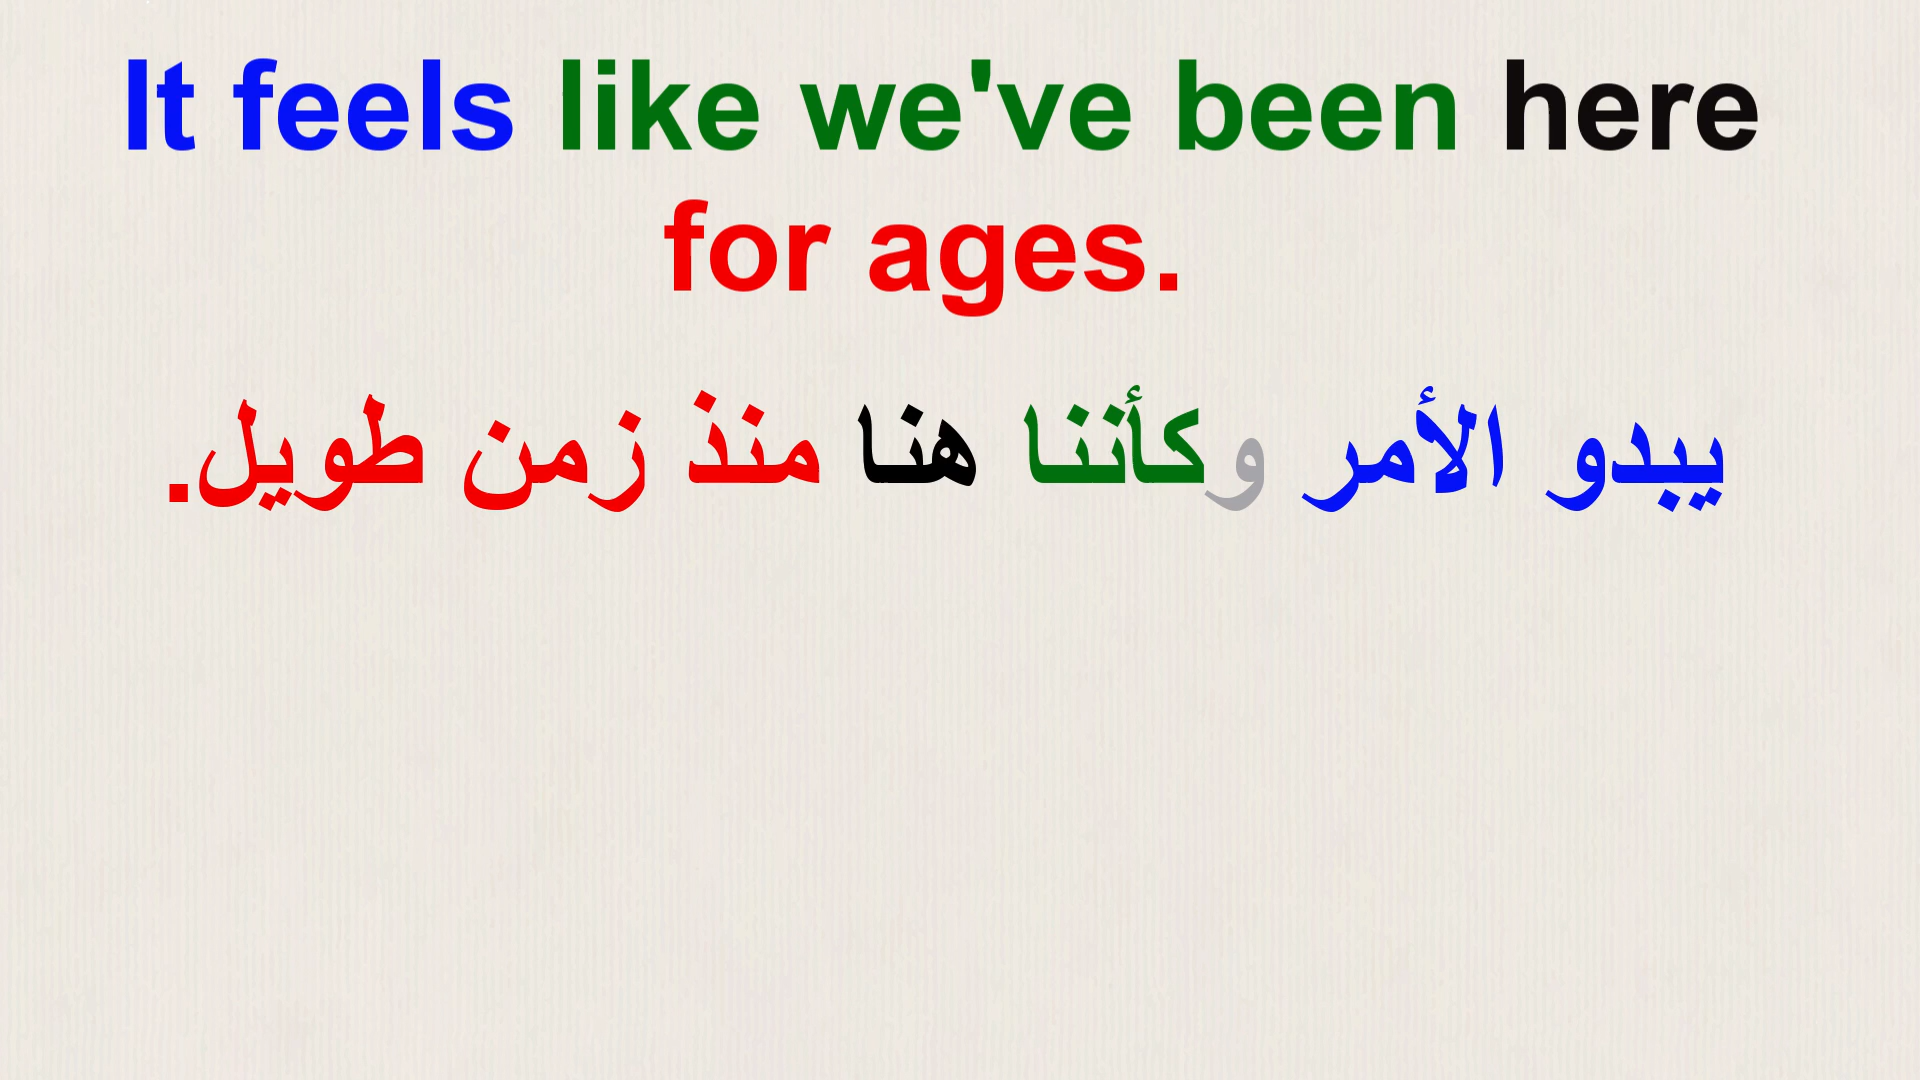 It feels like we've been here
for ages.
يبدو الأمر وكأننا هنا منذ زمن طويل.